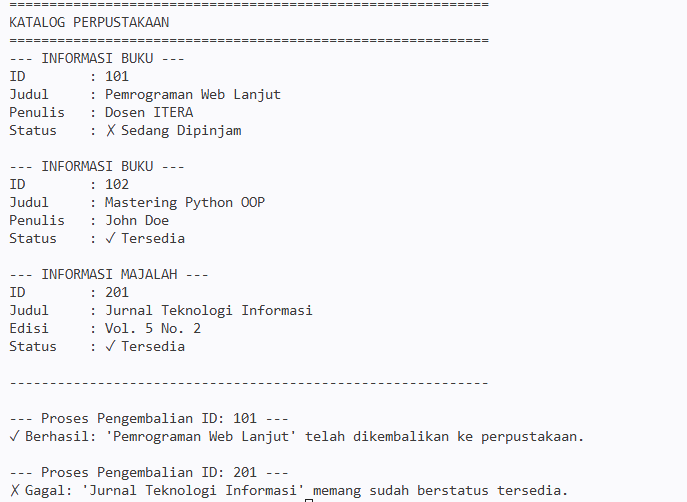 ============================================================
KATALOG PERPUSTAKAAN
============================================================
--- INFORMASI BUKU ---
ID        : 101
Judul     : Pemrograman Web Lanjut
Penulis   : Dosen ITERA
Status    : ✗ Sedang Dipinjam
--- INFORMASI BUKU ---
ID        : 102
Judul     : Mastering Python OOP
Penulis   : John Doe
Status    : ✓ Tersedia
--- INFORMASI MAJALAH ---
ID        : 201
Judul     : Jurnal Teknologi Informasi
Edisi     : Vol. 5 No. 2
Status    : ✓ Tersedia
------------------------------------------------------------
--- Proses Pengembalian ID: 101 ---
✓ Berhasil: 'Pemrograman Web Lanjut' telah dikembalikan ke perpustakaan.
--- Proses Pengembalian ID: 201 ---
✗ Gagal: 'Jurnal Teknologi Informasi' memang sudah berstatus tersedia.